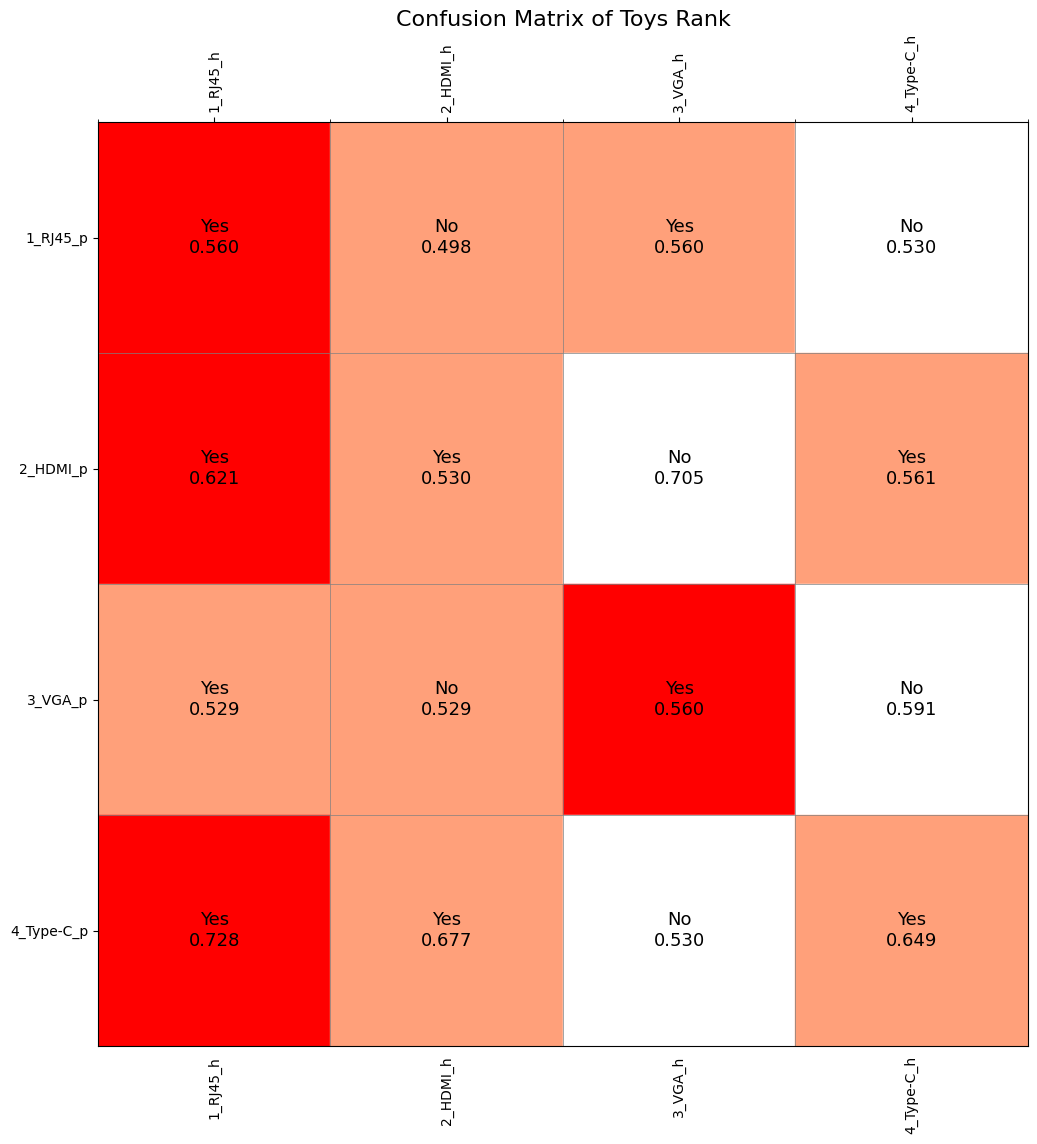 Confusion Matrix of Toys Rank
1_RJ45_h
2_HDMI_h
3_VGA_h
4_Type-C_h
1_RJ45_p
Yes
0.560
No
0.498
Yes
0.560
No
0.530
2_HDMI_p
Yes
0.621
Yes
0.530
No
0.705
Yes
0.561
3_VGA_p
Yes
0.529
No
0.529
Yes
0.560
No
0.591
4_Type-C_p
Yes
0.728
Yes
0.677
No
0.530
Yes
0.649
1_RJ45_h
2_HDMI_h
3_VGA_h
4_Type-C_h